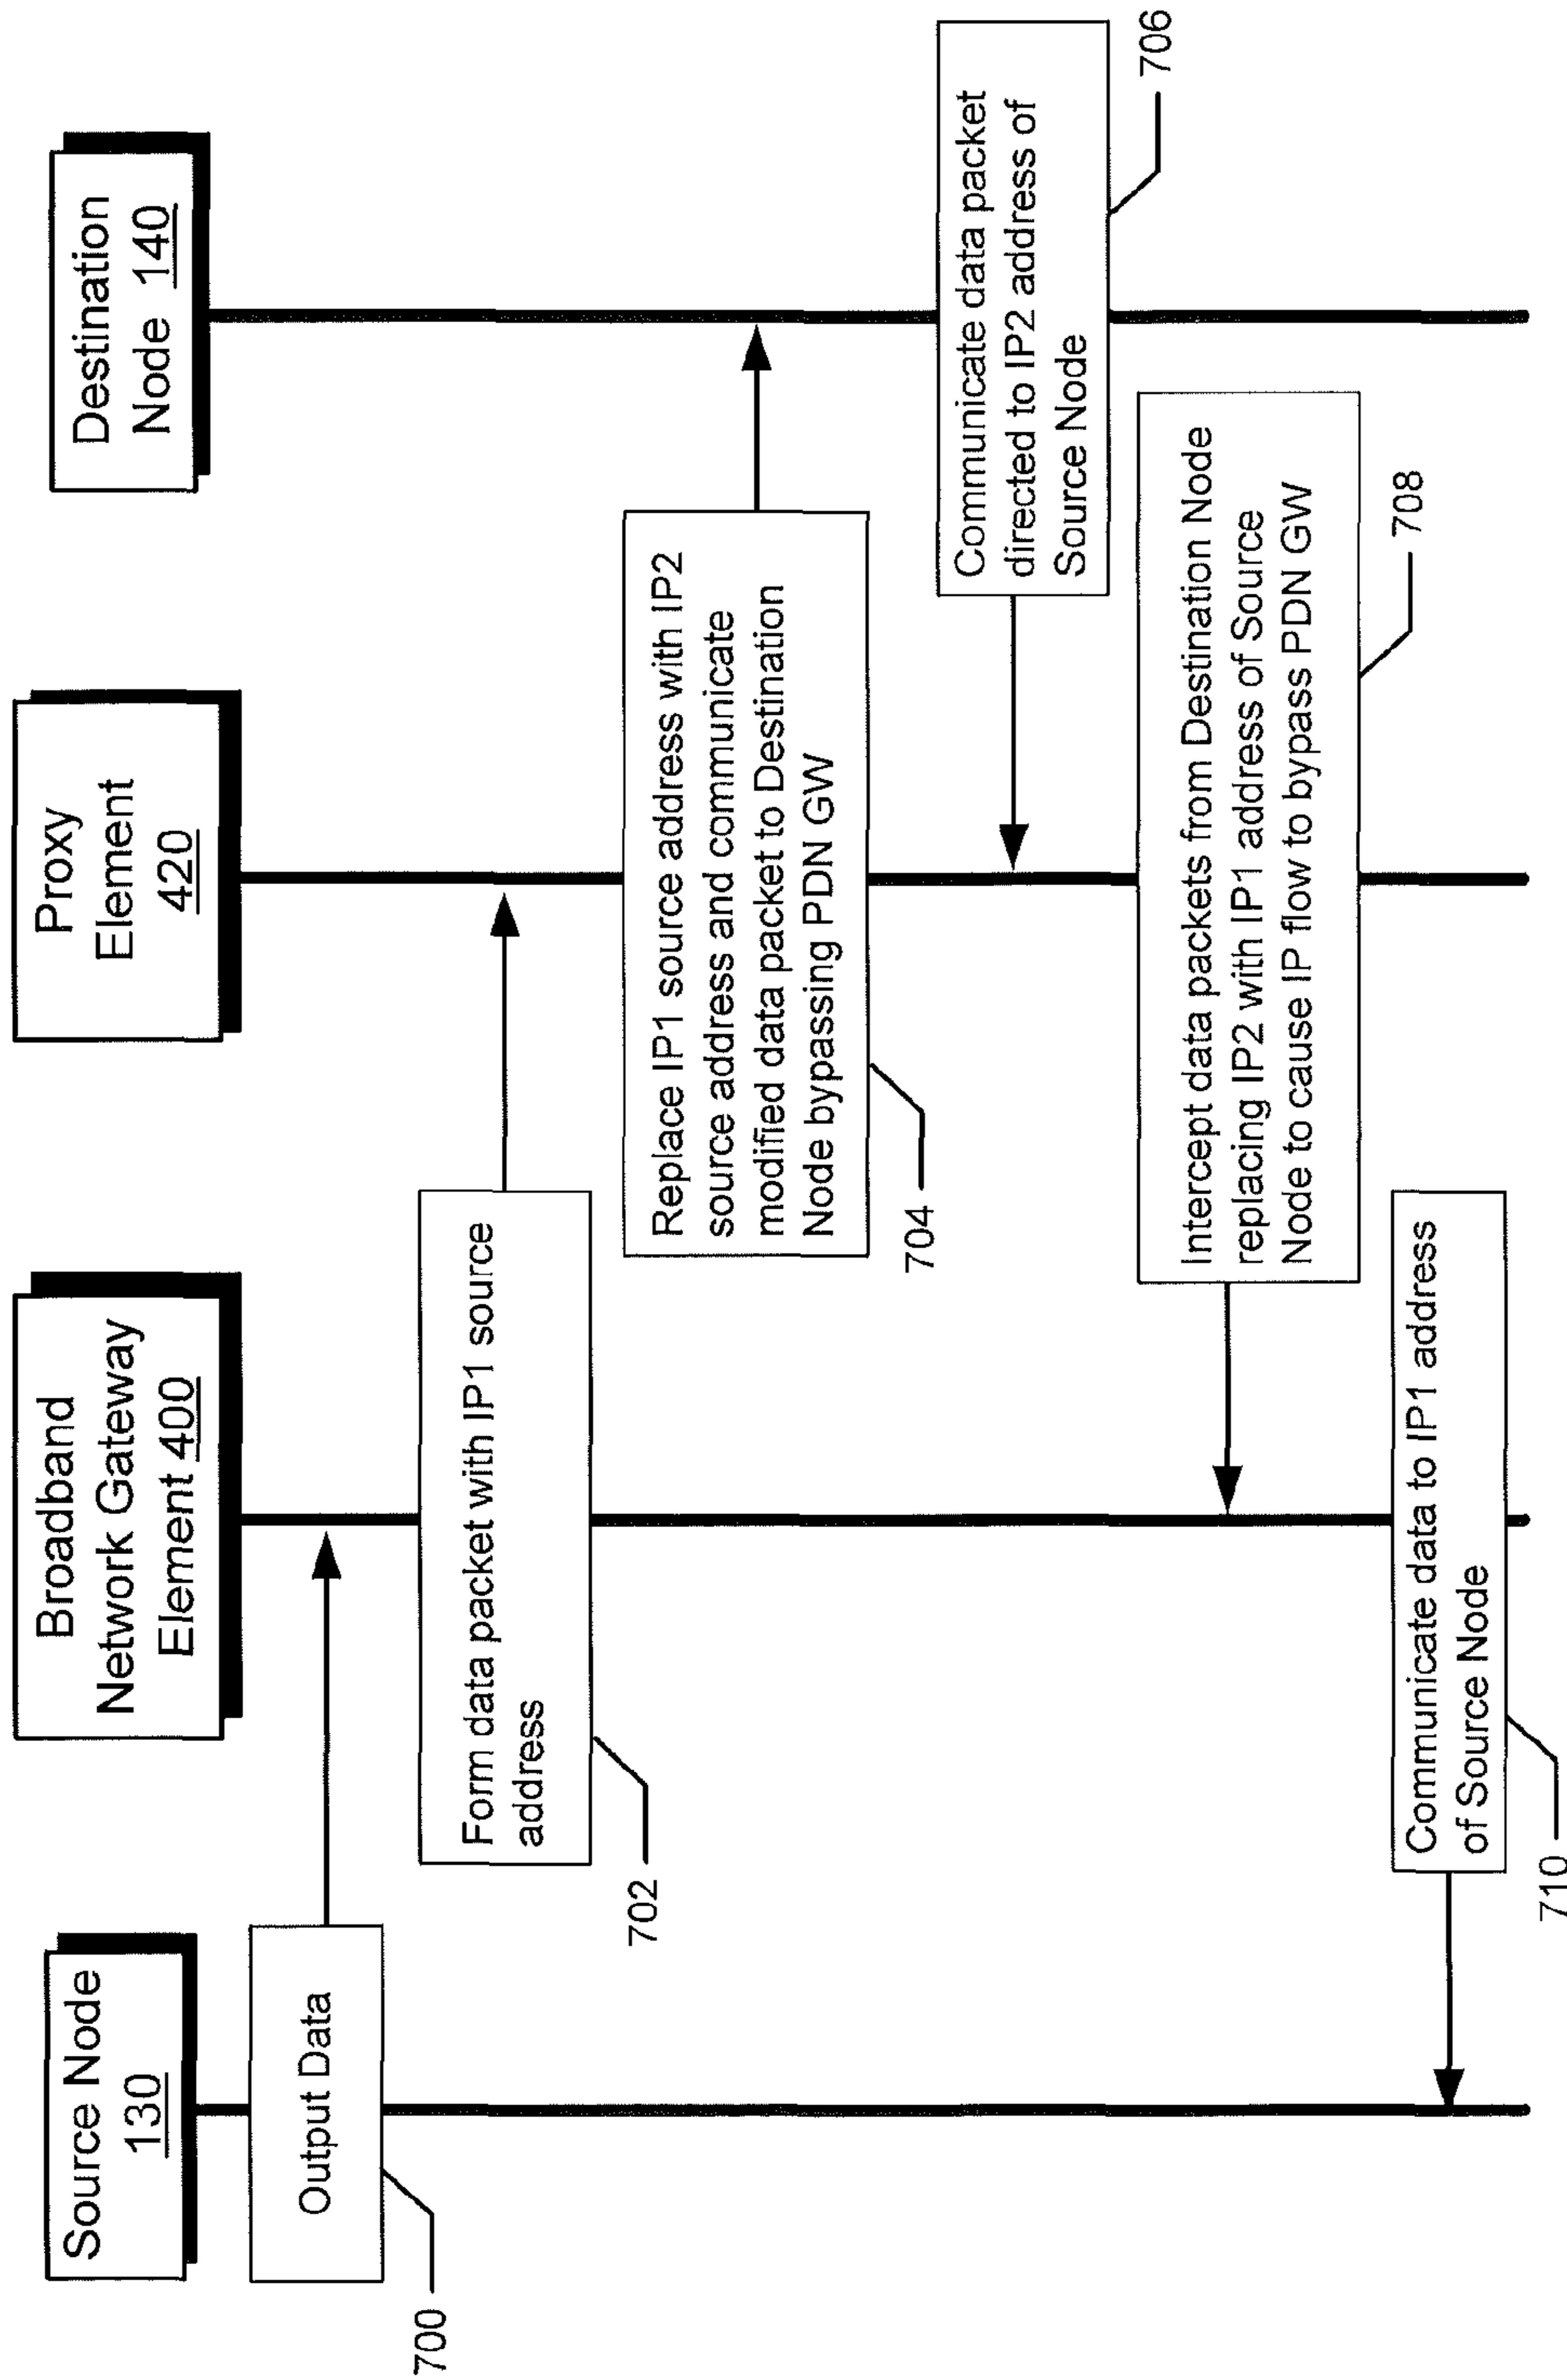 Source Node
130
Broadband
Network Gateway
Element 400
Proxy
Element
420
Destination
Node 140
Output Data
700
Form data packet with IP1 source
address
702
Replace IP1 source address with IP2
source address and communicate
modified data packet to Destination
Node bypassing PDN GW
704
Communicate data packet
directed to IP2 address of
Source Node
706
Intercept data packets from Destination Node
replacing IP2 with IP1 address of Source
Node to cause IP flow to bypass PDN GW
708
Communicate data to IP1 address
of Source Node
710